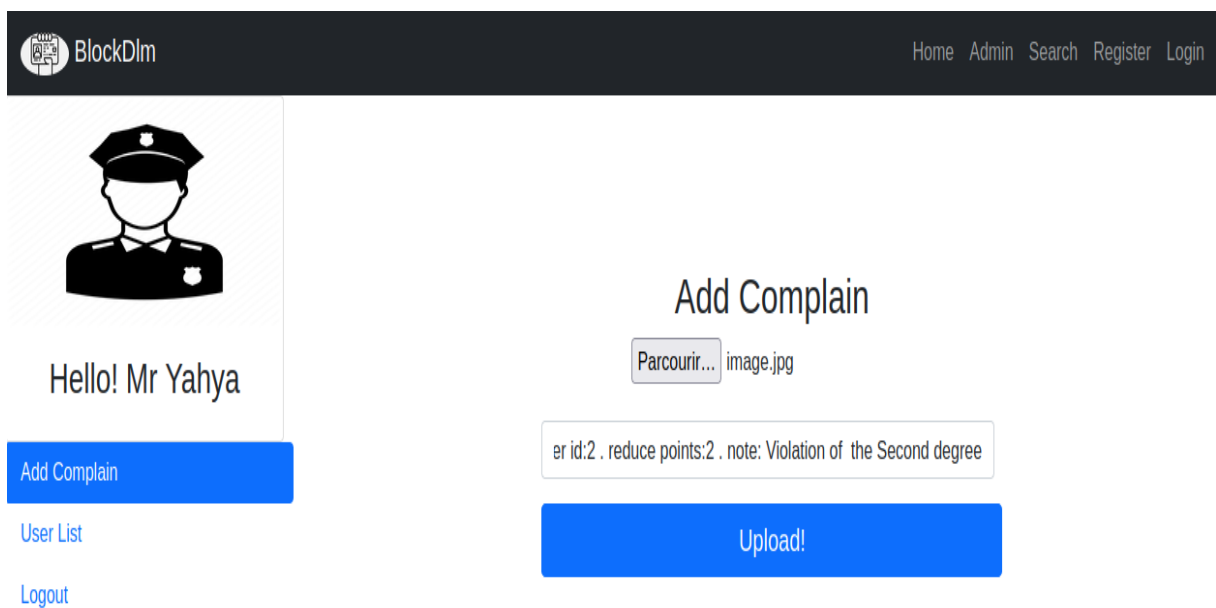 BlockDlm
Home Admin Search Register Login
Hello! Mr Yahya
Add Complain
User List
Logout
Add Complain
Parcourir... image.jpg
er id:2 . reduce points:2 . note: Violation of the Second degree
Upload!